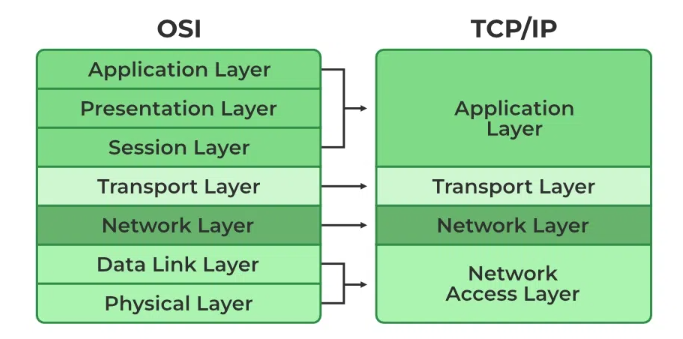 OSI
Application Layer
Presentation Layer
Session Layer
Transport Layer
Network Layer
Data Link Layer
Physical Layer
TCP/IP
Application
Layer
Transport Layer
Network Layer
Network
Access Layer